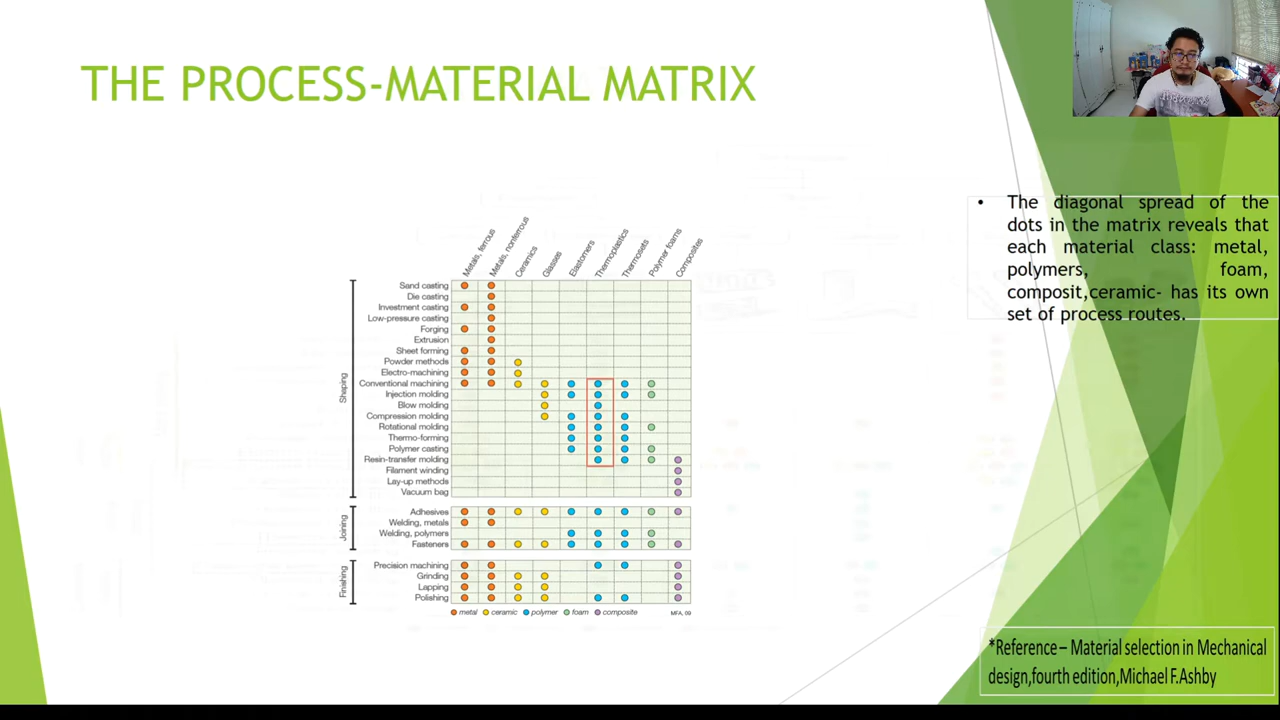 THE PROCESS-MATERIAL MATRIX
• The diagonal spread of the
dots in the matrix reveals that
each material class: metal,
polymers, foam,
composit,ceramic- has its own
set of process routes.
Metals, ferrous
Metals, nonferrous
Ceramics
Glasses
Elastomers
Thermoplastics
Thermosets
Polymer foams
Composites
Shaping
Sand casting
Die casting
Investment casting
Low-pressure casting
Forging
Extrusion
Sheet forming
Powder methods
Electro-machining
Conventional machining
Injection molding
Blow molding
Compression molding
Rotational molding
Thermo-forming
Polymer casting
Resin-transfer molding
Filament winding
Lay-up methods
Vacuum bag
Joining
Adhesives
Welding, metals
Welding, polymers
Fasteners
Finishing
Precision machining
Grinding
Lapping
Polishing
metal ceramic polymer foam composite MFA, 09
*Reference – Material selection in Mechanical
design,fourth edition,Michael F.Ashby